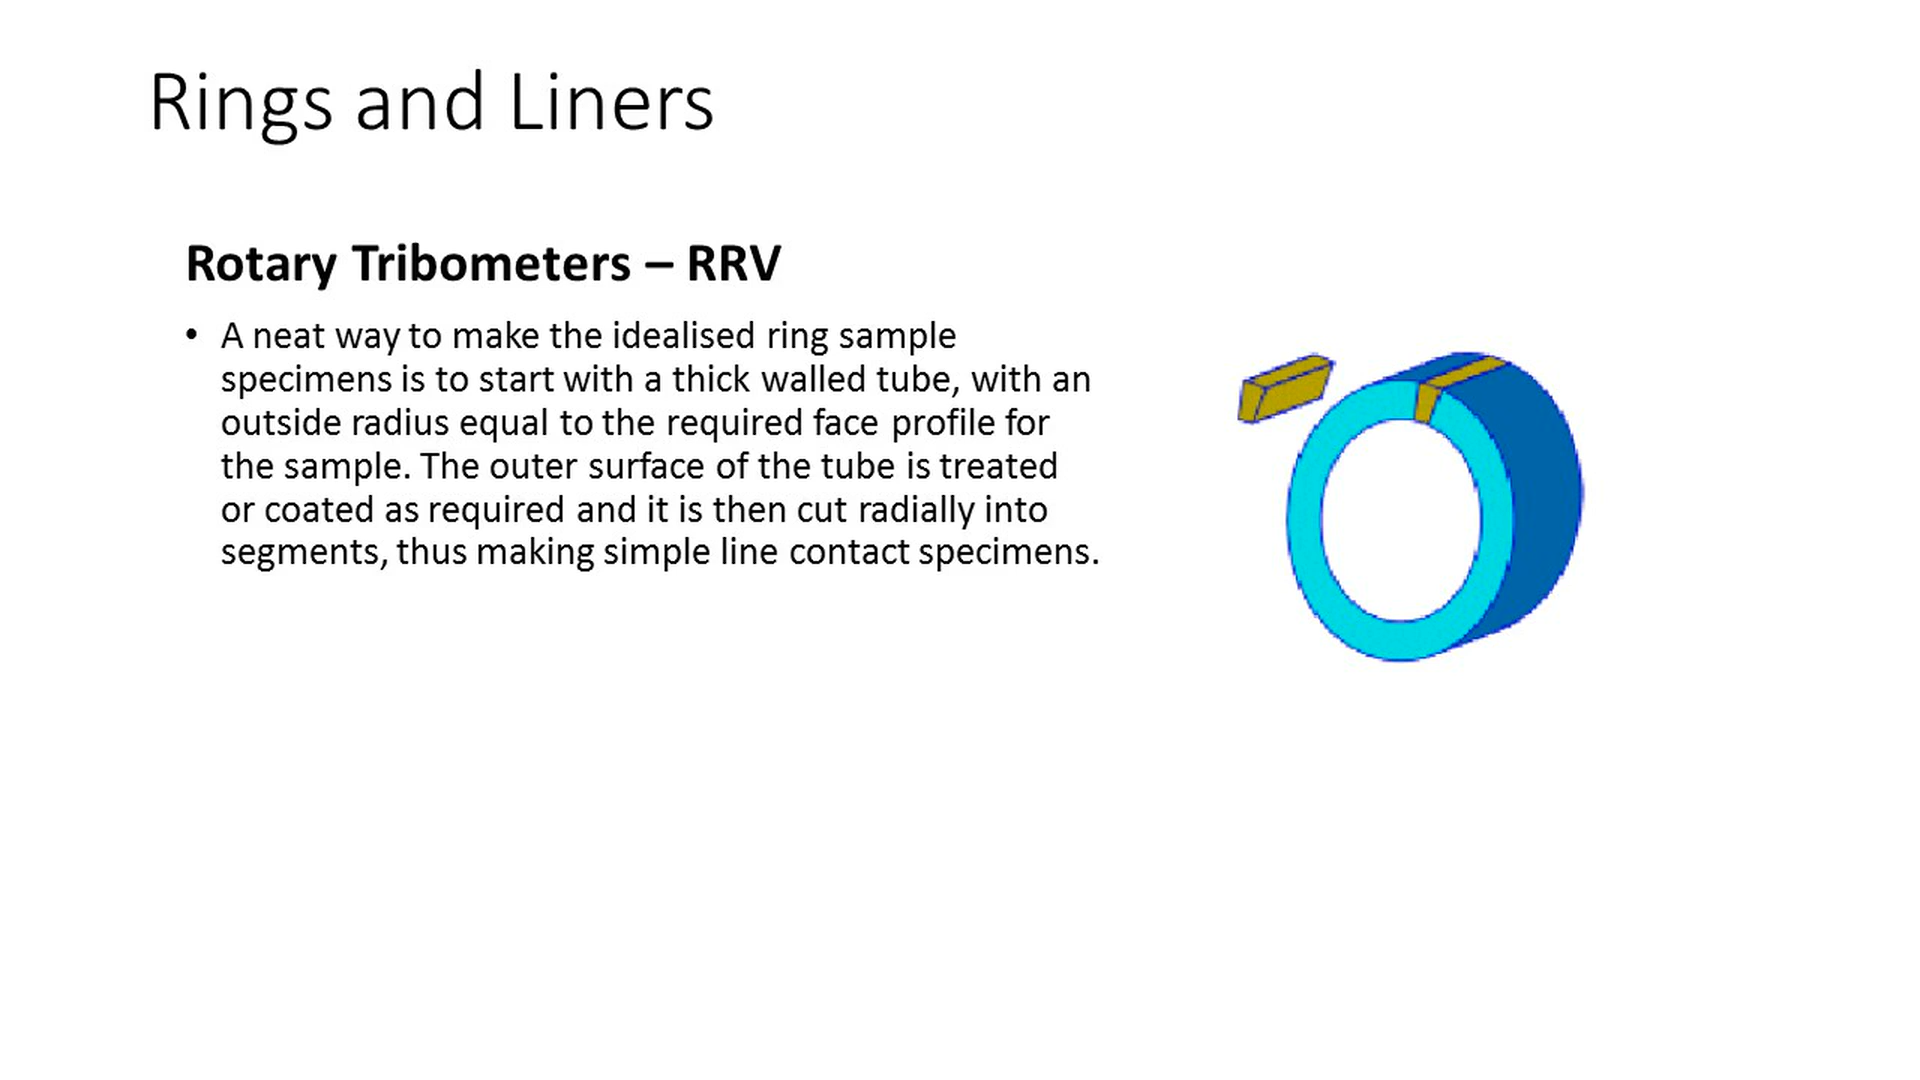 Rings and Liners
Rotary Tribometers – RRV
• A neat way to make the idealised ring sample
specimens is to start with a thick walled tube, with an
outside radius equal to the required face profile for
the sample. The outer surface of the tube is treated
or coated as required and it is then cut radially into
segments, thus making simple line contact specimens.